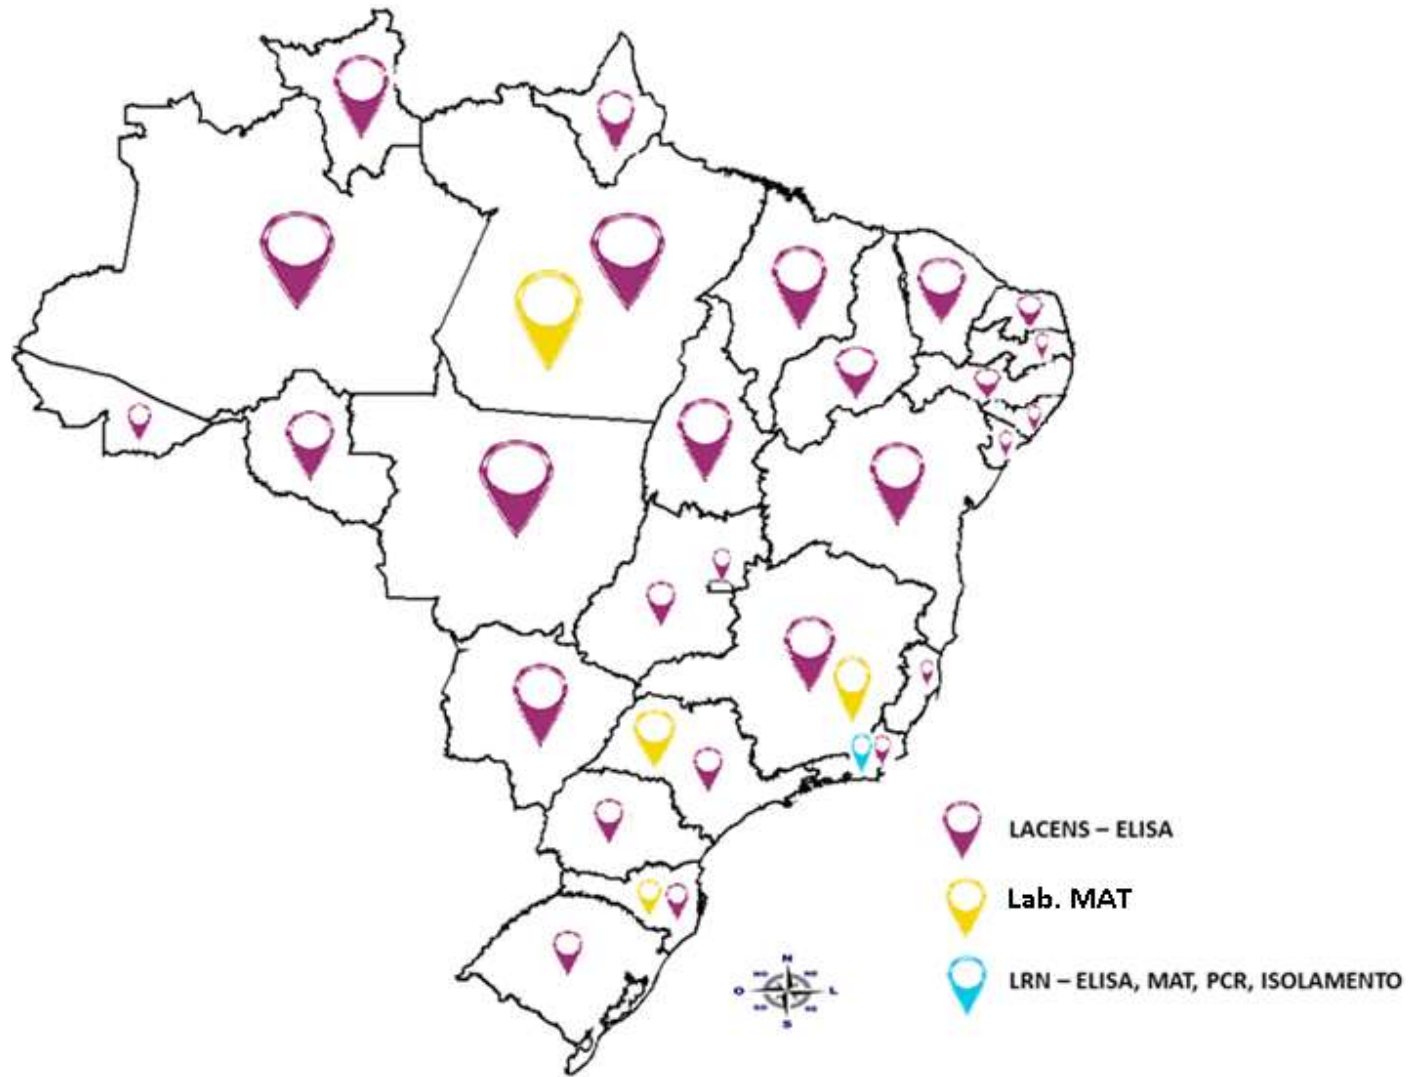 LACENS – ELISA
Lab. MAT
LRN – ELISA, MAT, PCR, ISOLAMENTO
N
O
L
S